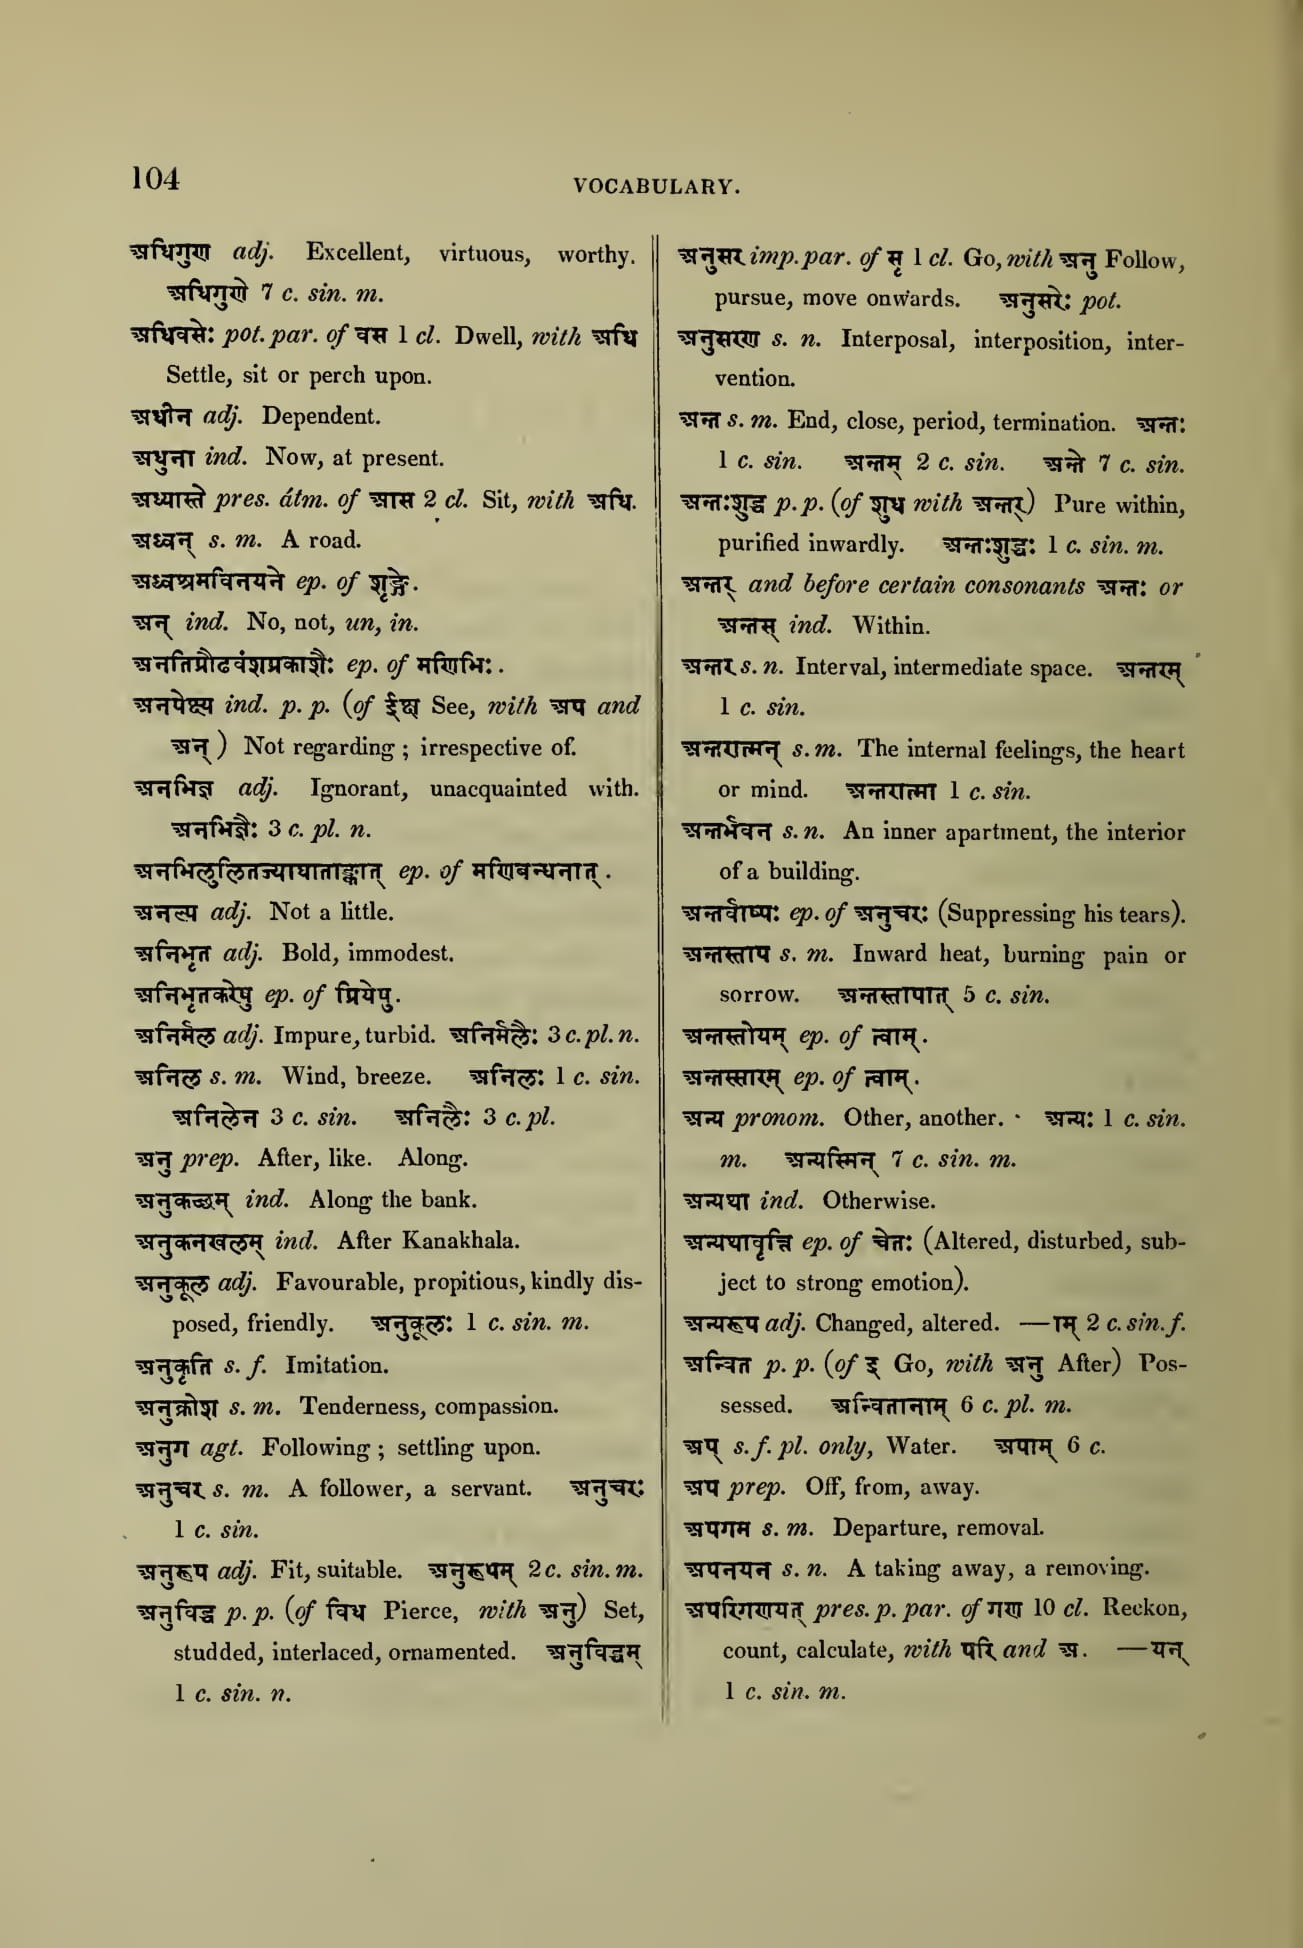 104
VOCABULARY.
अधिगुण adj. Excellent, virtuous, worthy.
अधिगुणे 7 c. sin. m.
अधिवसेः pot. par. of वस 1 cl. Dwell, with अधि
Settle, sit or perch upon.
अधीन adj. Dependent.
अधुना ind. Now, at present.
अध्यास्ते pres. átm. of आस 2 cl. Sit, with अधि.
अध्वन् s. m. A road.
अध्वश्रमविनयने ep. of शृङ्गे.
अन् ind. No, not, un, in.
अनतिप्रौढवंशप्रकाशैः ep. of मणिभिः.
अनपेक्ष्य ind. p. p. (of ईक्ष See, with अप and
अन्) Not regarding; irrespective of.
अनभिज्ञ adj. Ignorant, unacquainted with.
अनभिज्ञैः 3 c. pl. n.
अनभिलुलितज्याघाताङ्कात् ep. of मणिबन्धनात्.
अनल्प adj. Not a little.
अनिभृत adj. Bold, immodest.
अनिभृतकरेषु ep. of प्रियेषु.
अनिर्मल adj. Impure, turbid. अनिर्मलैः 3 c. pl. n.
अनिल s. m. Wind, breeze. अनिलः 1 c. sin.
अनिलेन 3 c. sin. अनिलैः 3 c. pl.
अनु prep. After, like. Along.
अनुकच्छम् ind. Along the bank.
अनुकनखलम् ind. After Kanakhala.
अनुकूल adj. Favourable, propitious, kindly dis-
posed, friendly. अनुकूलः 1 c. sin. m.
अनुकृति s. f. Imitation.
अनुक्रोश s. m. Tenderness, compassion.
अनुग agt. Following; settling upon.
अनुचर s. m. A follower, a servant. अनुचरः
1 c. sin.
अनुरूप adj. Fit, suitable. अनुरूपम् 2 c. sin. m.
अनुविद्ध p. p. (of विध Pierce, with अनु) Set,
studded, interlaced, ornamented. अनुविद्धम्
1 c. sin. n.
अनुसर imp. par. of सृ 1 cl. Go, with अनु Follow,
pursue, move onwards. अनुसरेः pot.
अनुसरण s. n. Interposal, interposition, inter-
vention.
अन्त s. m. End, close, period, termination. अन्तः
1 c. sin. अन्तम् 2 c. sin. अन्ते 7 c. sin.
अन्तःशुद्ध p. p. (of शुध with अन्तर्) Pure within,
purified inwardly. अन्तःशुद्धः 1 c. sin. m.
अन्तर् and before certain consonants अन्तः or
अन्तस् ind. Within.
अन्तर s. n. Interval, intermediate space. अन्तरम्
1 c. sin.
अन्तरात्मन् s. m. The internal feelings, the heart
or mind. अन्तरात्मा 1 c. sin.
अन्तर्भवन s. n. An inner apartment, the interior
of a building.
अन्तर्वाष्पः ep. of अनुचरः (Suppressing his tears).
अन्तस्ताप s. m. Inward heat, burning pain or
sorrow. अन्तस्तापात् 5 c. sin.
अन्तस्तोयम् ep. of त्वाम्.
अन्तस्सारम् ep. of त्वाम्.
अन्य pronom. Other, another. अन्यः 1 c. sin.
m. अन्यस्मिन् 7 c. sin. m.
अन्यथा ind. Otherwise.
अन्यथावृत्ति ep. of चेतः (Altered, disturbed, sub-
ject to strong emotion).
अन्यरूप adj. Changed, altered. —ाम् 2 c. sin. f.
अन्वित p. p. (of इ Go, with अनु After) Pos-
sessed. अन्वितानाम् 6 c. pl. m.
अप् s. f. pl. only, Water. अपाम् 6 c.
अप prep. Off, from, away.
अपगम s. m. Departure, removal.
अपनयन s. n. A taking away, a removing.
अपरिगणयत् pres. p. par. of गण 10 cl. Reckon,
count, calculate, with परि and अ. —यन्
1 c. sin. m.